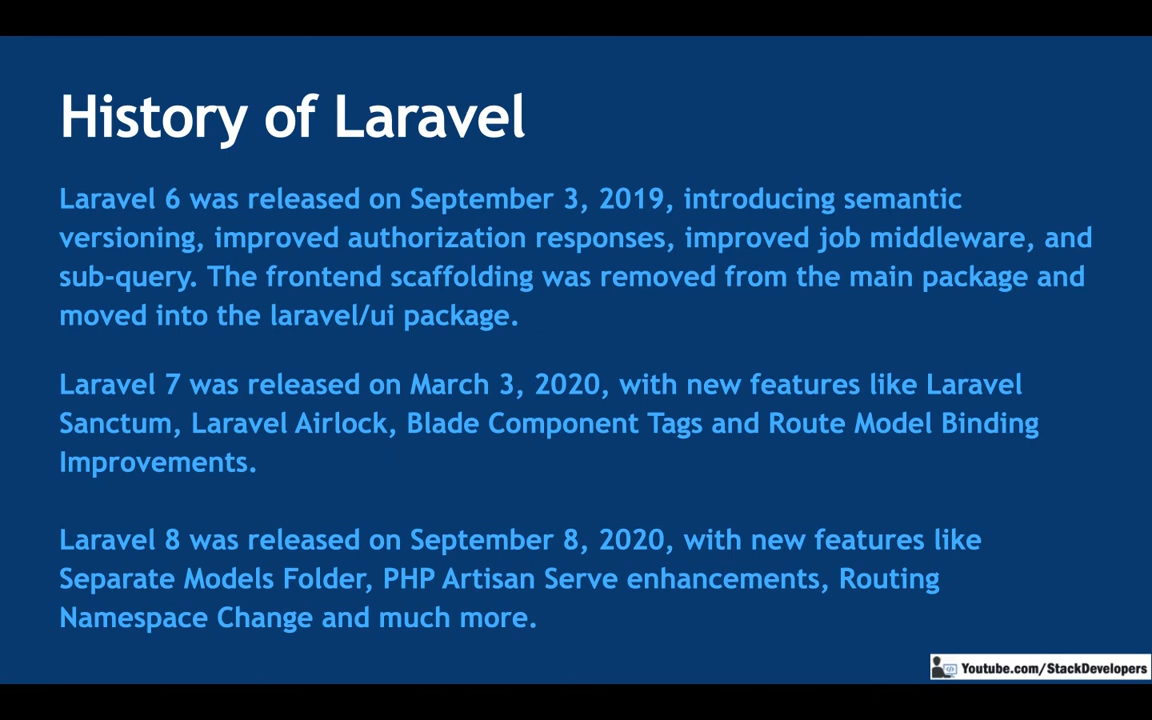 History of Laravel
Laravel 6 was released on September 3, 2019, introducing semantic
versioning, improved authorization responses, improved job middleware, and
sub-query. The frontend scaffolding was removed from the main package and
moved into the laravel/ui package.
Laravel 7 was released on March 3, 2020, with new features like Laravel
Sanctum, Laravel Airlock, Blade Component Tags and Route Model Binding
Improvements.
Laravel 8 was released on September 8, 2020, with new features like
Separate Models Folder, PHP Artisan Serve enhancements, Routing
Namespace Change and much more.
Youtube.com/StackDevelopers